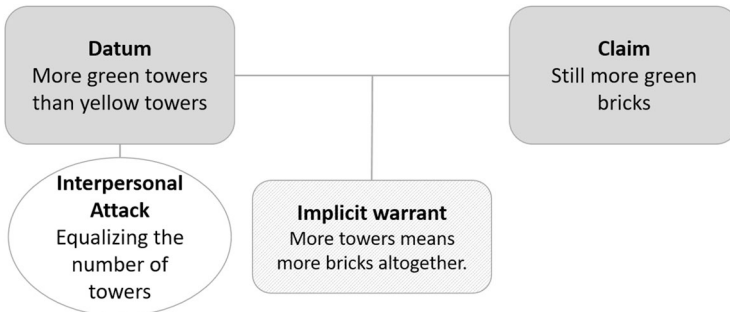 Datum
More green towers
than yellow towers
Claim
Still more green
bricks
Interpersonal
Attack
Equalizing the
number of
towers
Implicit warrant
More towers means
more bricks altogether.